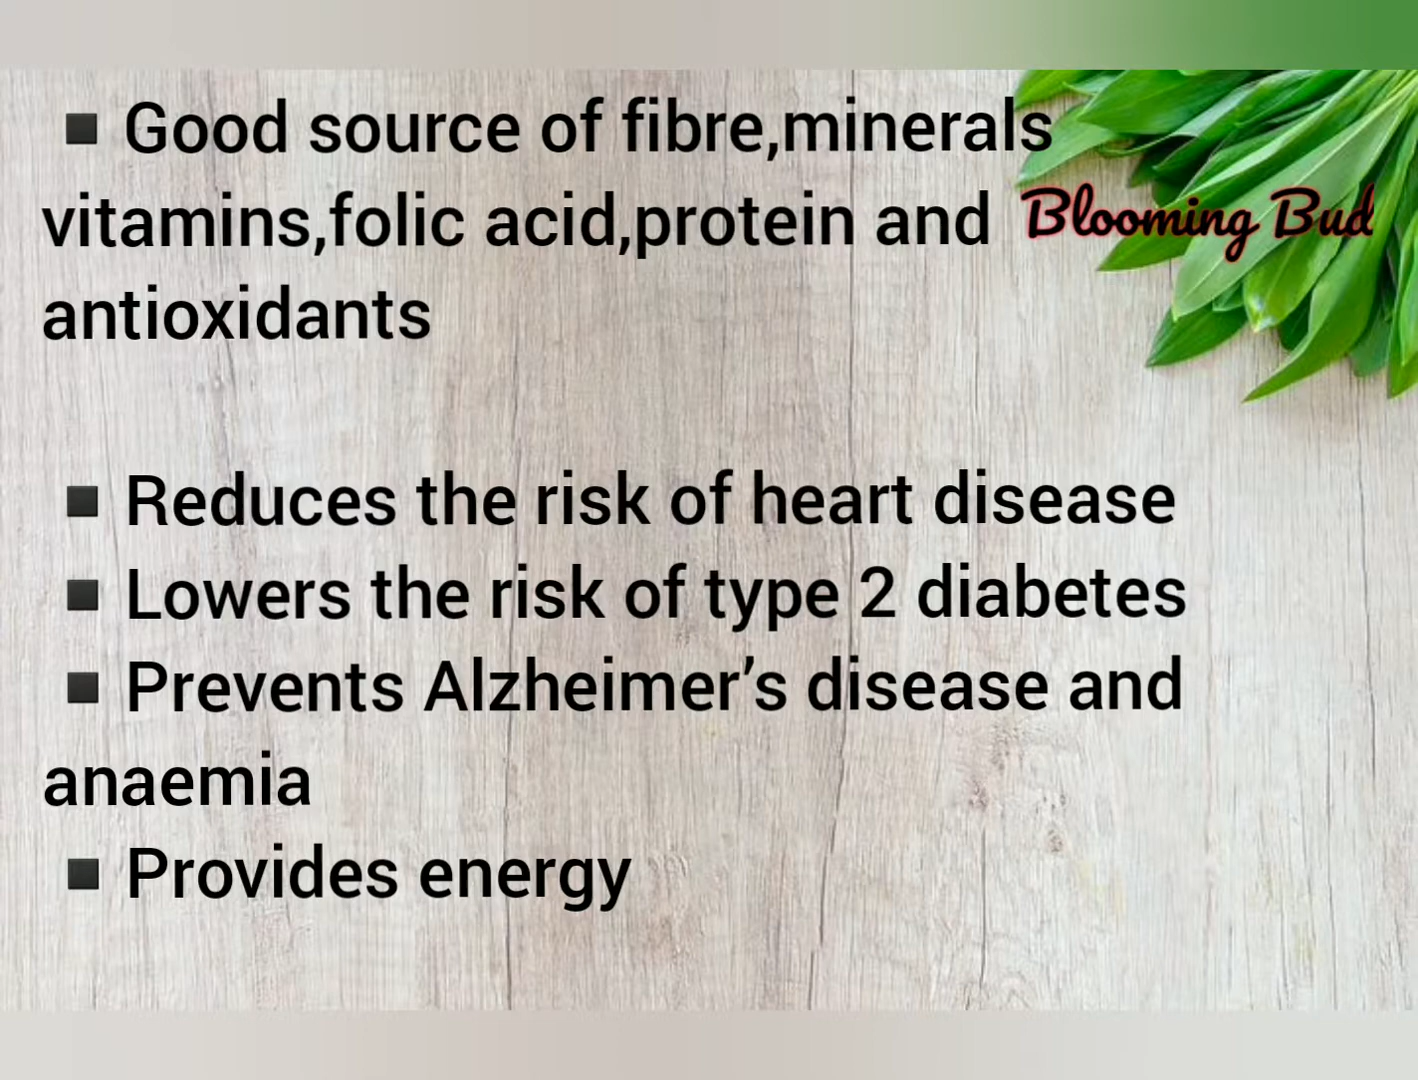 ▪ Good source of fibre,minerals
vitamins,folic acid,protein and
Blooming Bud
antioxidants
▪ Reduces the risk of heart disease
▪ Lowers the risk of type 2 diabetes
▪ Prevents Alzheimer’s disease and
anaemia
▪ Provides energy